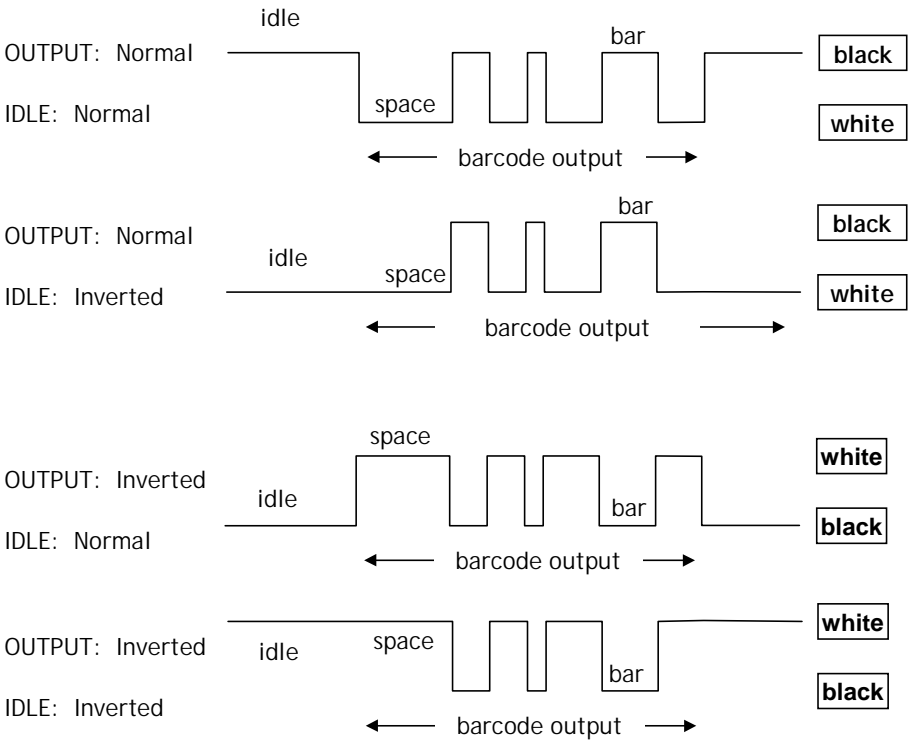 idle
OUTPUT: Normal
bar
black
IDLE: Normal
space
white
barcode output
OUTPUT: Normal
idle
bar
black
space
IDLE: Inverted
white
barcode output
space
white
OUTPUT: Inverted
idle
bar
black
IDLE: Normal
barcode output
white
OUTPUT: Inverted
idle
space
bar
black
IDLE: Inverted
barcode output